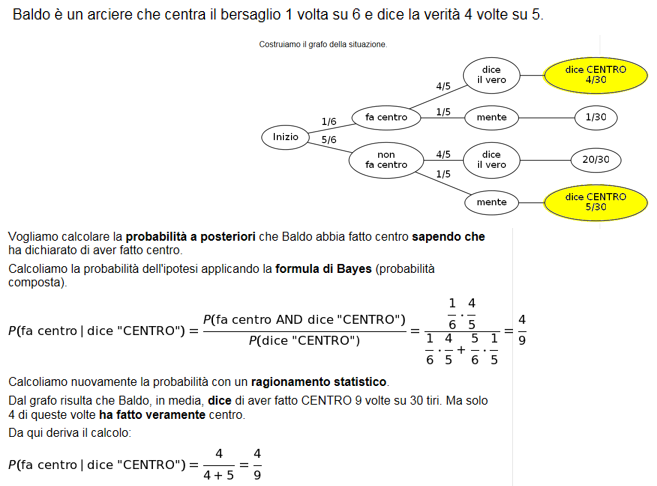 Baldo è un arciere che centra il bersaglio 1 volta su 6 e dice la verità 4 volte su 5.
Costruiamo il grafo della situazione.
Inizio
1/6
5/6
fa centro
non
fa centro
4/5
1/5
4/5
1/5
dice
il vero
mente
dice
il vero
mente
dice CENTRO
4/30
1/30
20/30
dice CENTRO
5/30
Vogliamo calcolare la probabilità a posteriori che Baldo abbia fatto centro sapendo che
ha dichiarato di aver fatto centro.
Calcoliamo la probabilità dell'ipotesi applicando la formula di Bayes (probabilità
composta).
P(fa centro | dice "CENTRO") = P(fa centro AND dice "CENTRO") / P(dice "CENTRO") = (1/6 · 4/5) / (1/6 · 4/5 + 5/6 · 1/5) = 4/9
Calcoliamo nuovamente la probabilità con un ragionamento statistico.
Dal grafo risulta che Baldo, in media, dice di aver fatto CENTRO 9 volte su 30 tiri. Ma solo
4 di queste volte ha fatto veramente centro.
Da qui deriva il calcolo:
P(fa centro | dice "CENTRO") = 4 / (4 + 5) = 4/9